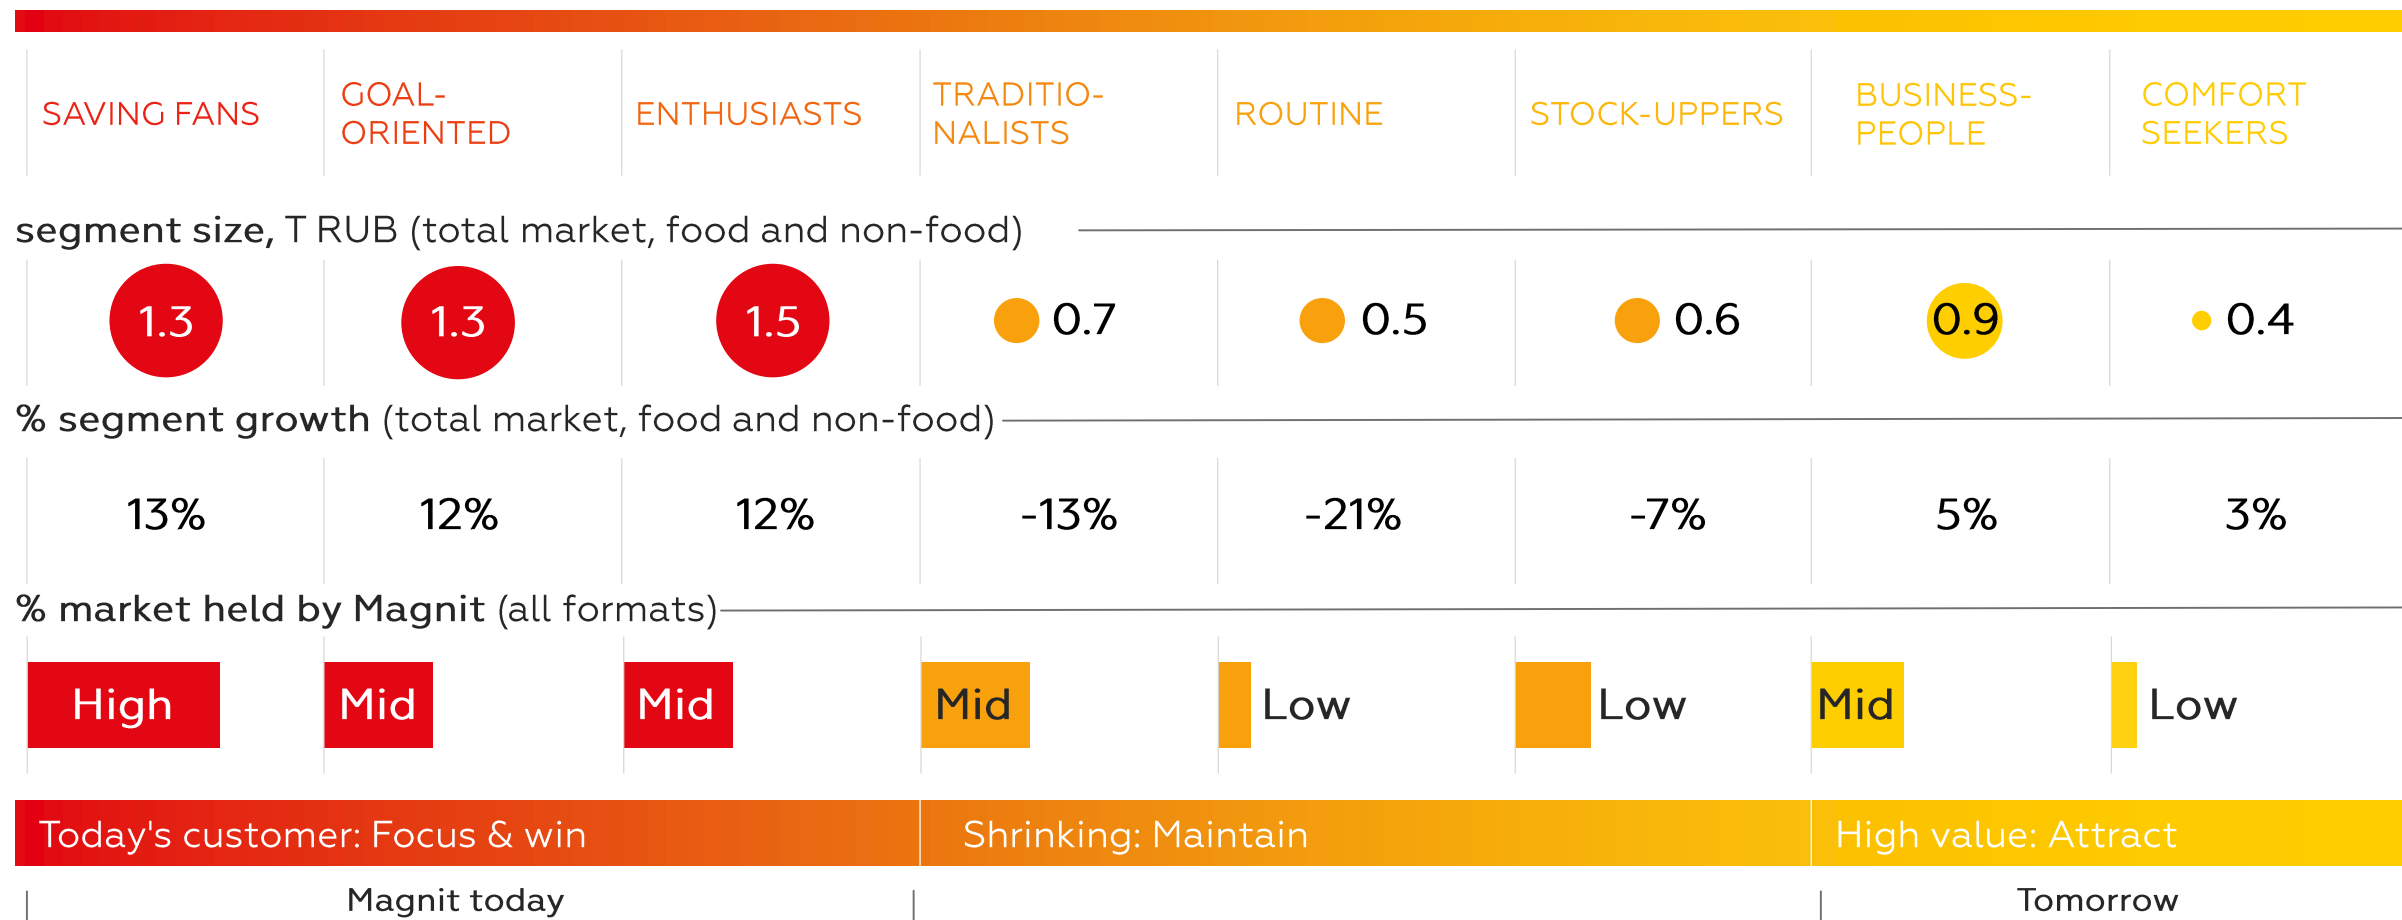 SAVING FANS
GOAL-
ORIENTED
ENTHUSIASTS
TRADITIO-
NALISTS
ROUTINE
STOCK-UPPERS
BUSINESS-
PEOPLE
COMFORT
SEEKERS
segment size, T RUB (total market, food and non-food)
1.3
1.3
1.5
0.7
0.5
0.6
0.9
0.4
% segment growth (total market, food and non-food)
13%
12%
12%
-13%
-21%
-7%
5%
3%
% market held by Magnit (all formats)
High
Mid
Mid
Mid
Low
Low
Mid
Low
Today's customer: Focus & win
Shrinking: Maintain
High value: Attract
Magnit today
Tomorrow